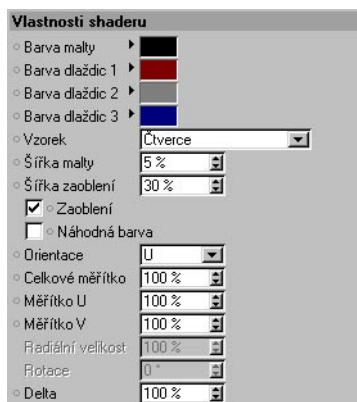 Vlastnosti shaderu
Barva malty
Barva dlaždic 1
Barva dlaždic 2
Barva dlaždic 3
Vzorek Čtverce
Šířka malty 5 %
Šířka zaoblení 30 %
Zaoblení
Náhodná barva
Orientace U
Celkové měřítko 100 %
Měřítko U 100 %
Měřítko V 100 %
Radiální velikost 100 %
Rotace 0 °
Delta 100 %